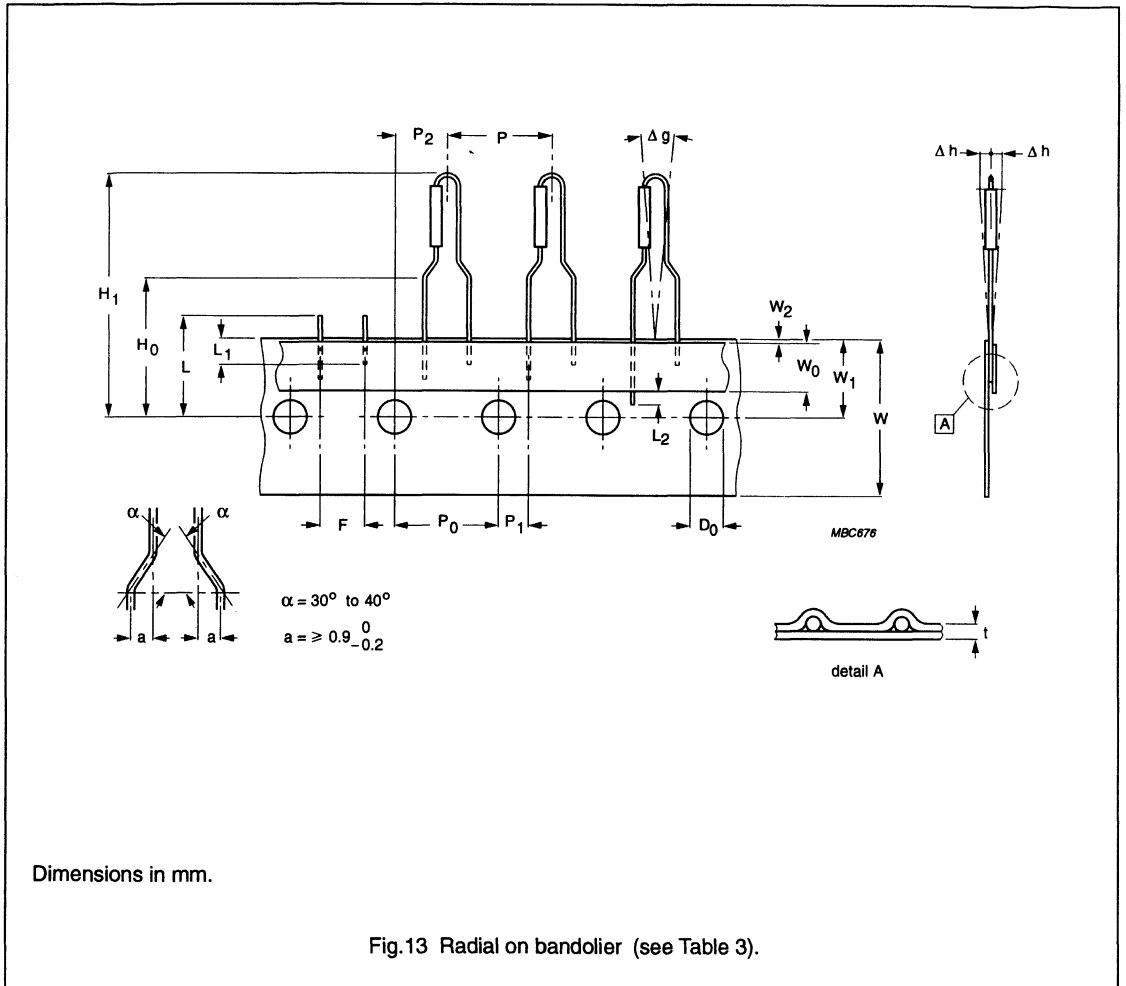 P₂ P Δg
Δh Δh
H₁
H₀
L
L₁
W₂
W₀
W₁
W
L₂
A
F P₀ P₁ D₀
MBC676
α α
a a
α = 30° to 40°
a = ≥ 0.9 0 -0.2
t
detail A
Dimensions in mm.
Fig.13 Radial on bandolier (see Table 3).